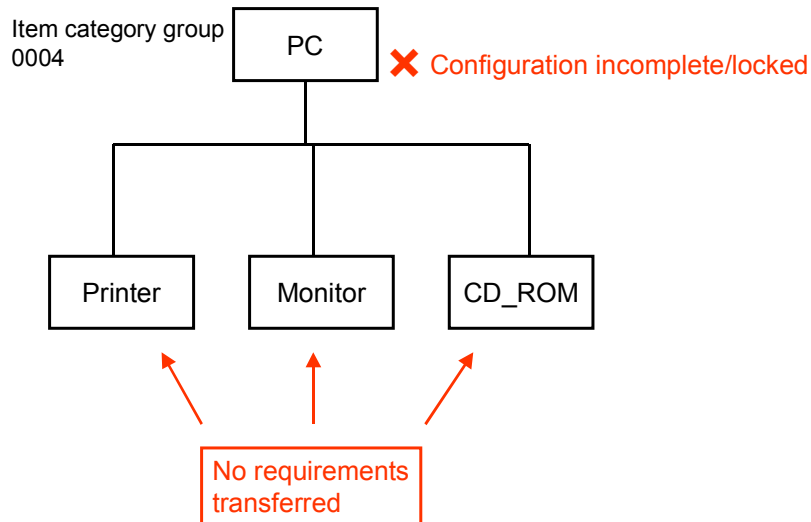 Item category group
0004
PC
Configuration incomplete/locked
Printer
Monitor
CD_ROM
No requirements
transferred